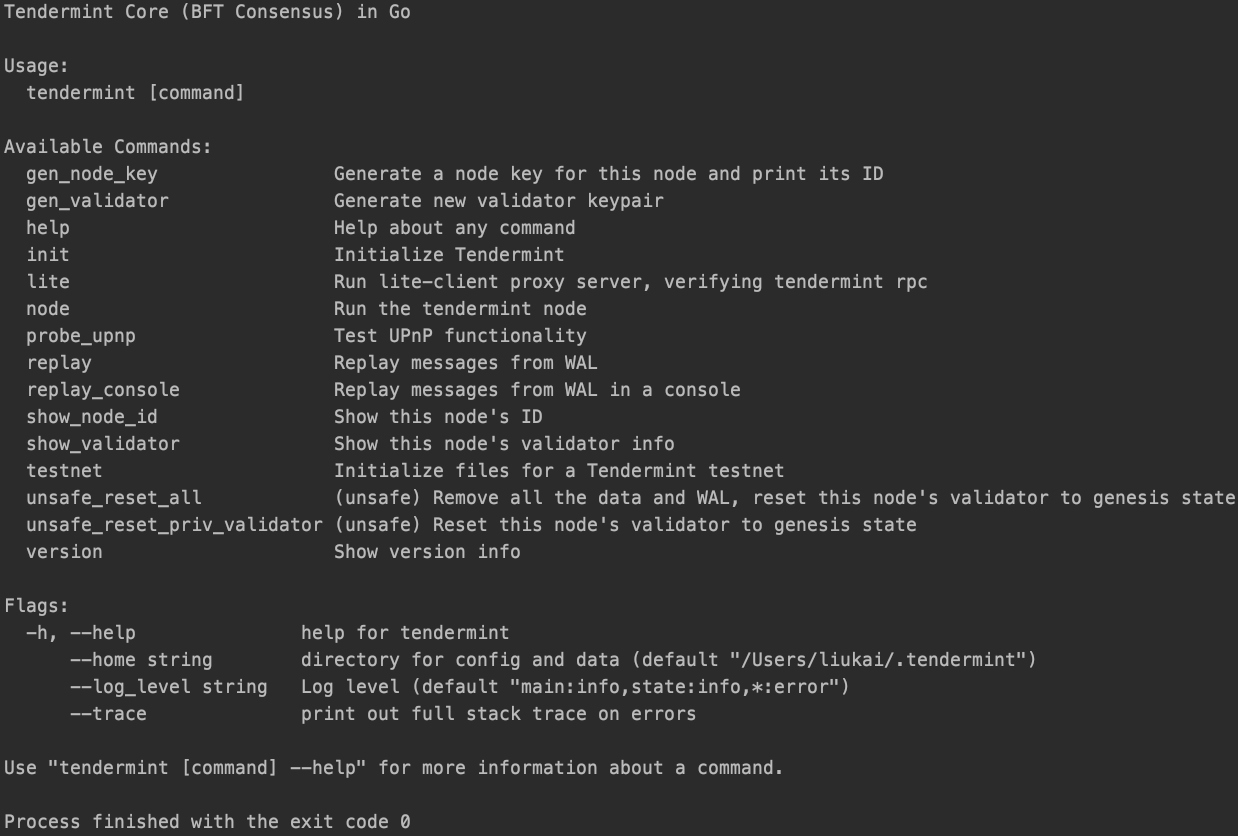 Tendermint Core (BFT Consensus) in Go
Usage:
tendermint [command]
Available Commands:
gen_node_key Generate a node key for this node and print its ID
gen_validator Generate new validator keypair
help Help about any command
init Initialize Tendermint
lite Run lite-client proxy server, verifying tendermint rpc
node Run the tendermint node
probe_upnp Test UPnP functionality
replay Replay messages from WAL
replay_console Replay messages from WAL in a console
show_node_id Show this node's ID
show_validator Show this node's validator info
testnet Initialize files for a Tendermint testnet
unsafe_reset_all (unsafe) Remove all the data and WAL, reset this node's validator to genesis state
unsafe_reset_priv_validator (unsafe) Reset this node's validator to genesis state
version Show version info
Flags:
-h, --help help for tendermint
--home string directory for config and data (default "/Users/liukai/.tendermint")
--log_level string Log level (default "main:info,state:info,*:error")
--trace print out full stack trace on errors
Use "tendermint [command] --help" for more information about a command.
Process finished with the exit code 0